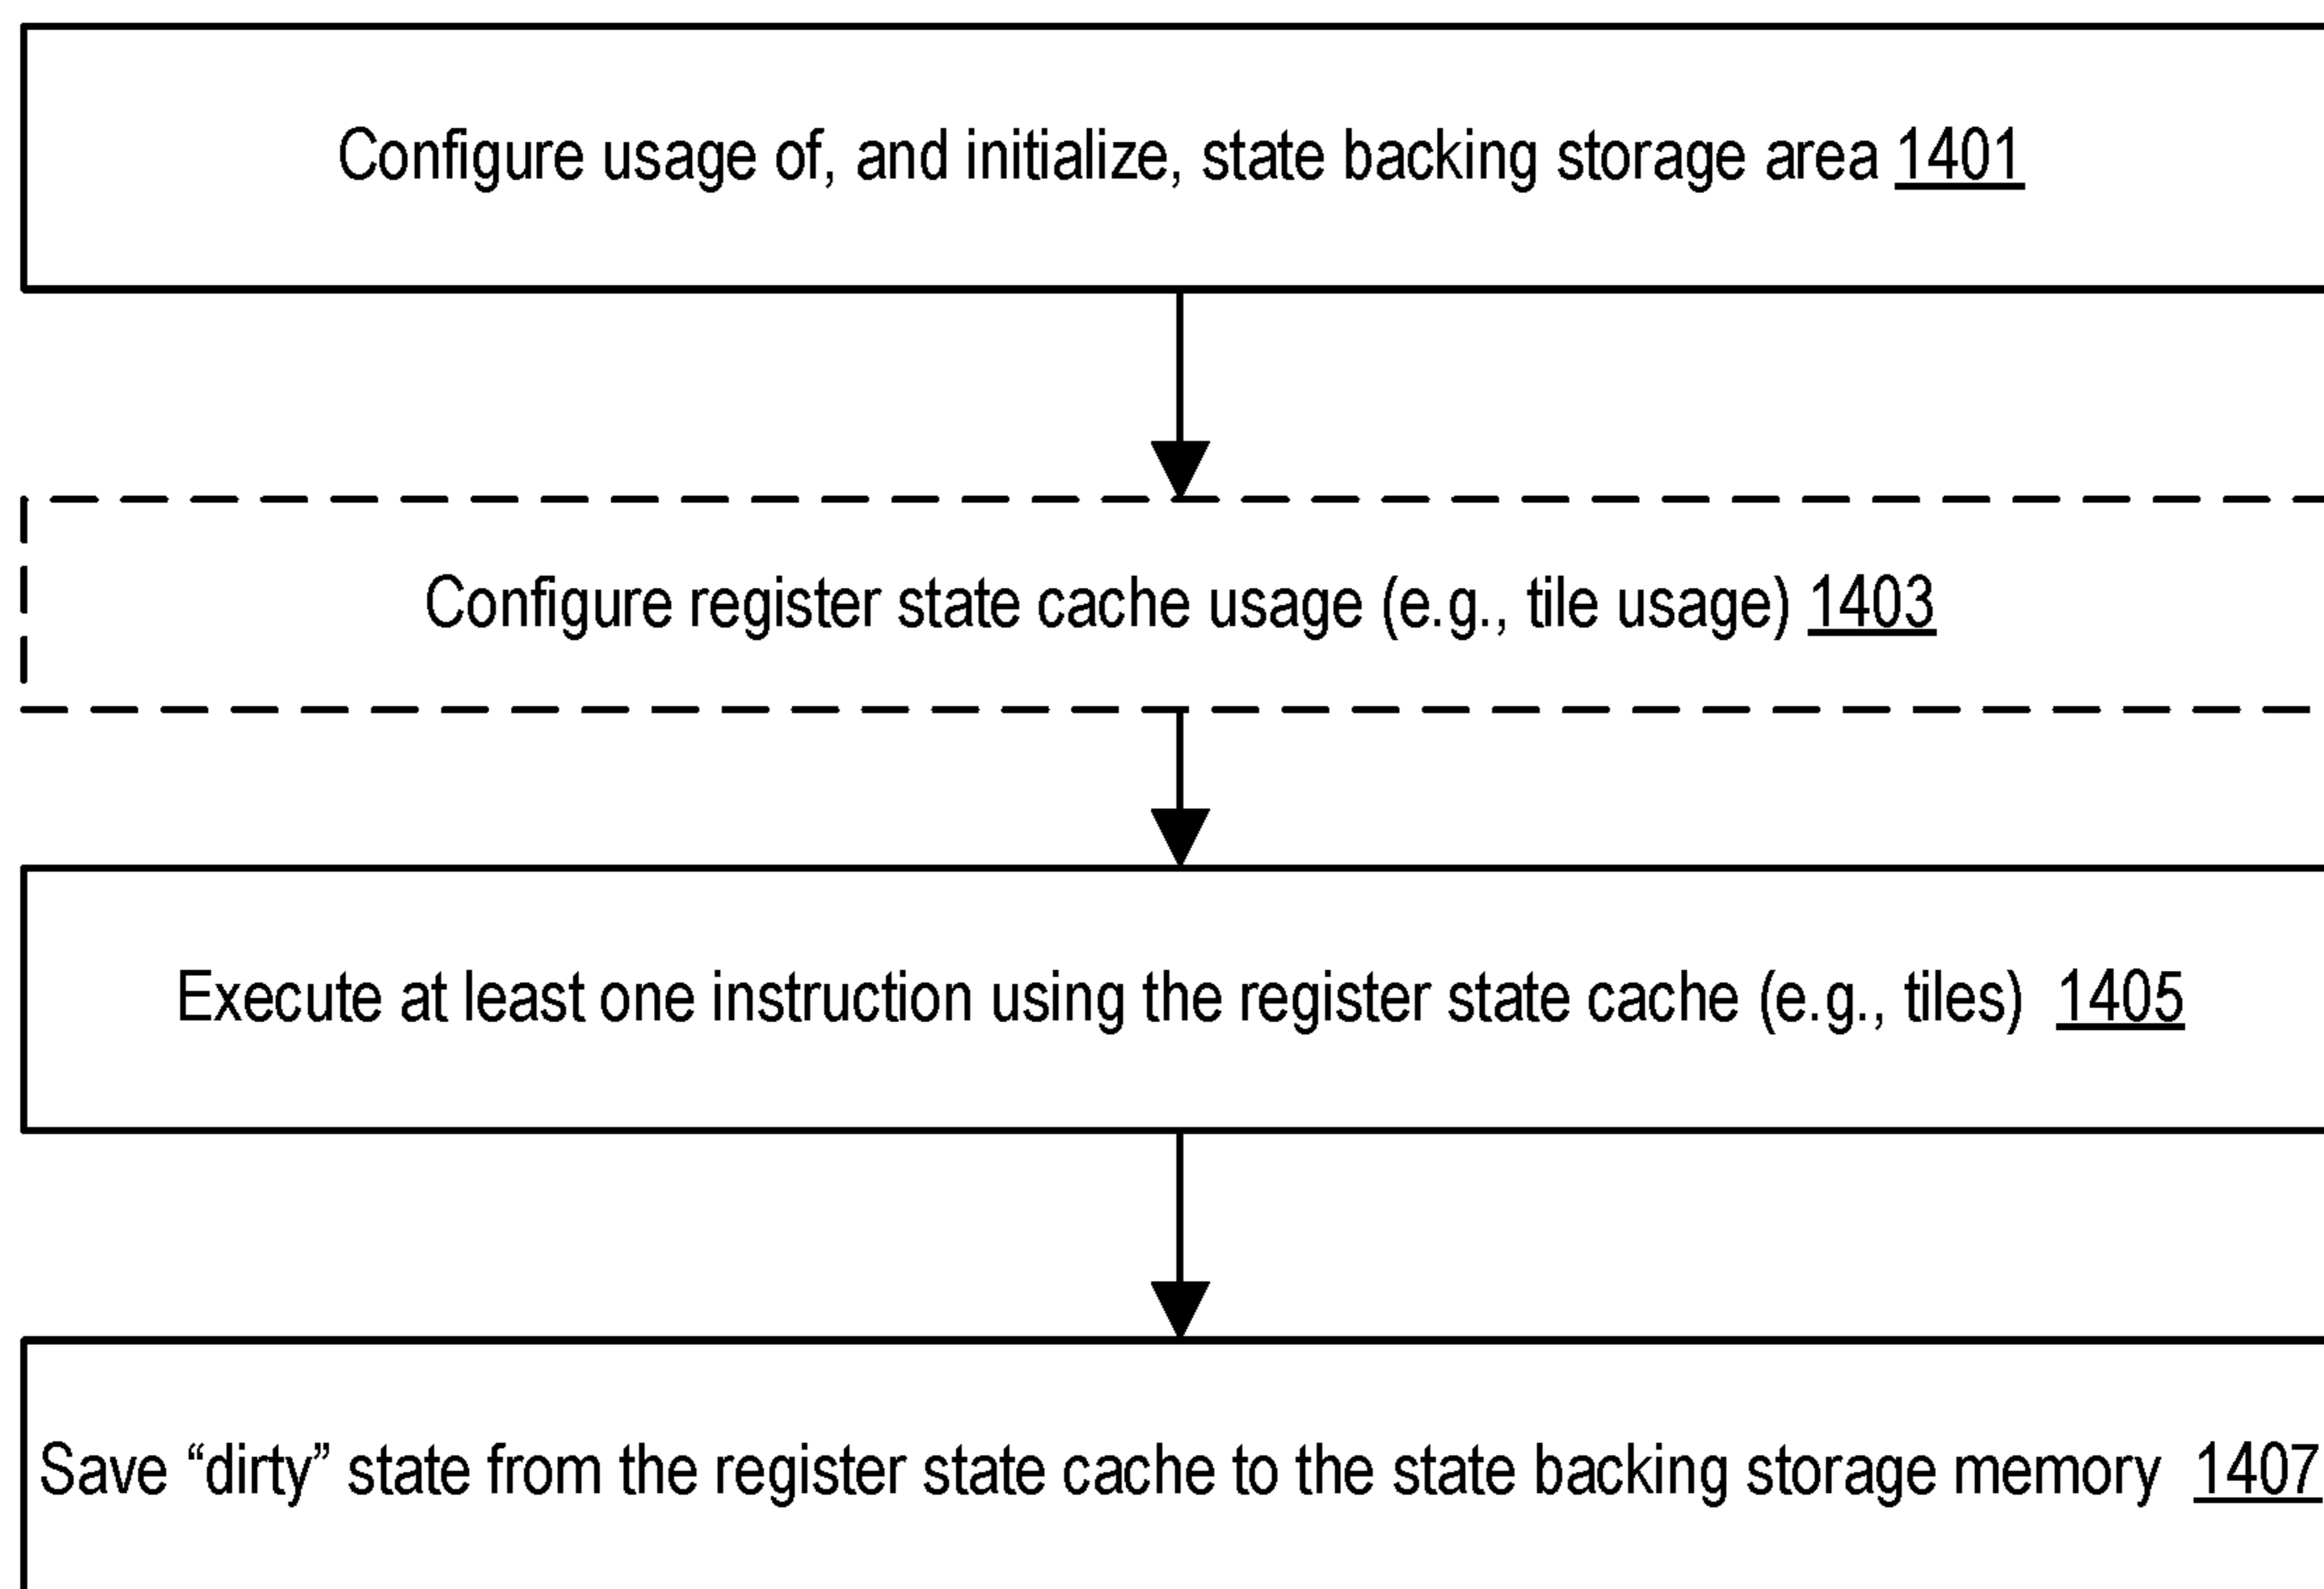 Configure usage of, and initialize, state backing storage area 1401
Configure register state cache usage (e.g., tile usage) 1403
Execute at least one instruction using the register state cache (e.g., tiles) 1405
Save “dirty” state from the register state cache to the state backing storage memory 1407